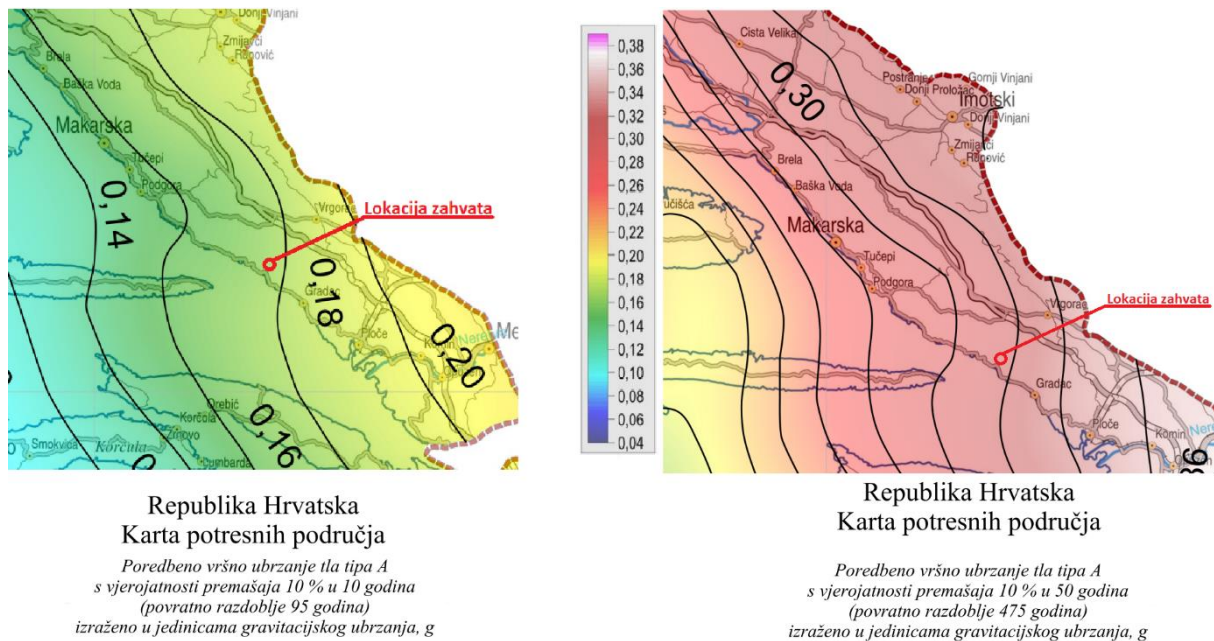 Donji Vinjani
Zmijavci
Runović
Brela
Baška Voda
Makarska
Tučepi
Podgora
0,14
Vrgorac
Lokacija zahvata
0,18
Gradac
Ploče
Komin
0,20
Me
Orebić
Korčula
Žrnovo
Korčula
Smokvica
Lumbarda
0,16
Republika Hrvatska
Karta potresnih područja
Poredbeno vršno ubrzanje tla tipa A
s vjerojatnosti premašaja 10 % u 10 godina
(povratno razdoblje 95 godina)
izraženo u jedinicama gravitacijskog ubrzanja, g
0,38
0,36
0,34
0,32
0,30
0,28
0,26
0,24
0,22
0,20
0,18
0,16
0,14
0,12
0,10
0,08
0,06
0,04
Cista Velika
0,30
Postranje
Gornji Vinjani
Donji Proložac
Imotski
Donji Vinjani
Zmijavci
Runović
Brela
Baška Voda
učišća
Makarska
Tučepi
Podgora
Vrgorac
Lokacija zahvata
Gradac
Ploče
Komin
Republika Hrvatska
Karta potresnih područja
Poredbeno vršno ubrzanje tla tipa A
s vjerojatnosti premašaja 10 % u 50 godina
(povratno razdoblje 475 godina)
izraženo u jedinicama gravitacijskog ubrzanja, g